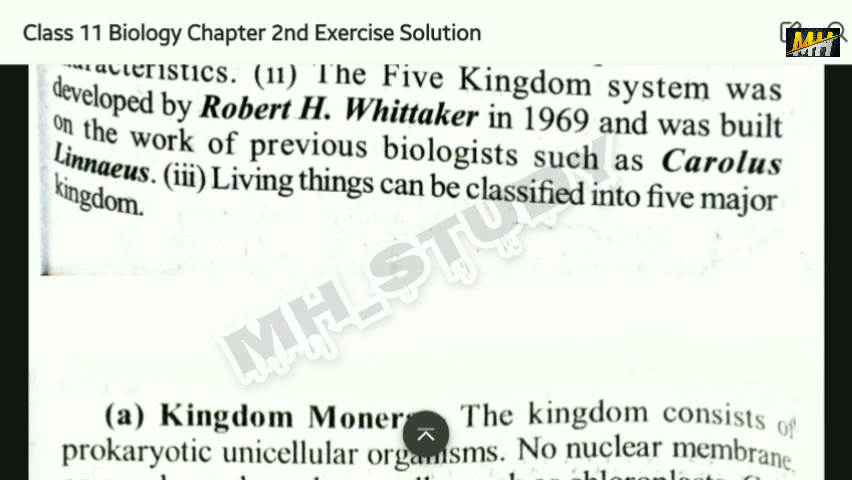 Class 11 Biology Chapter 2nd Exercise Solution
MH
(ii) The Five Kingdom system was
developed by Robert H. Whittaker in 1969 and was built
on the work of previous biologists such as Carolus
Linnaeus. (iii) Living things can be classified into five major
kingdom.
MH_STUDY
(a) Kingdom The kingdom consists of
prokaryotic unicellular organisms. No nuclear membrane,